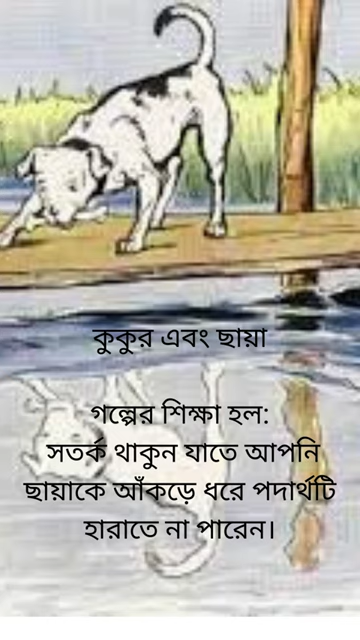 কুকুর এবং ছায়া
গল্পের শিক্ষা হল:
সতর্ক থাকুন যাতে আপনি
ছায়াকে আঁকড়ে ধরে পদার্থটি
হারাতে না পারেন।